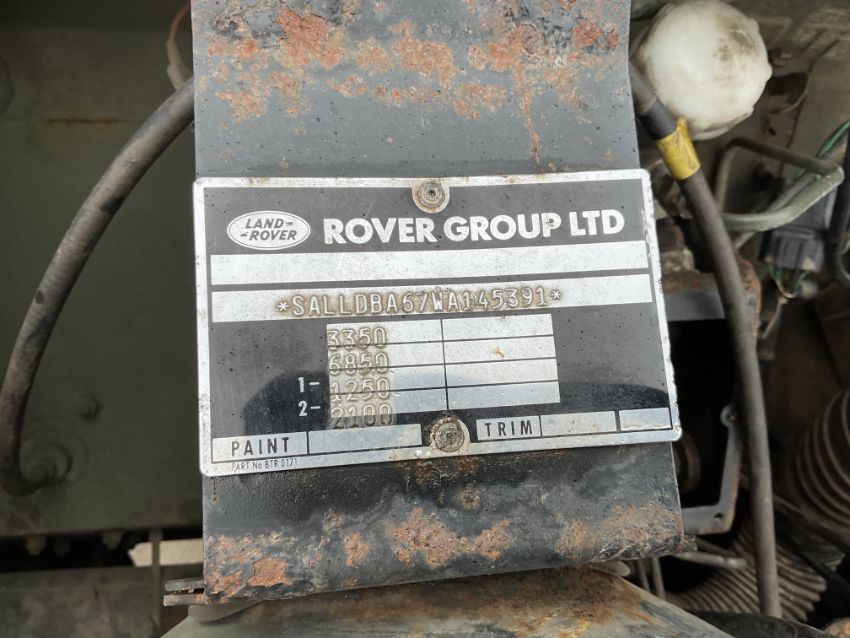 LAND-
-ROVER
ROVER GROUP LTD
*SALLDBA67WA145391*
3350
6850
1- 1250
2- 2100
PAINT TRIM
PART No BTR 0171